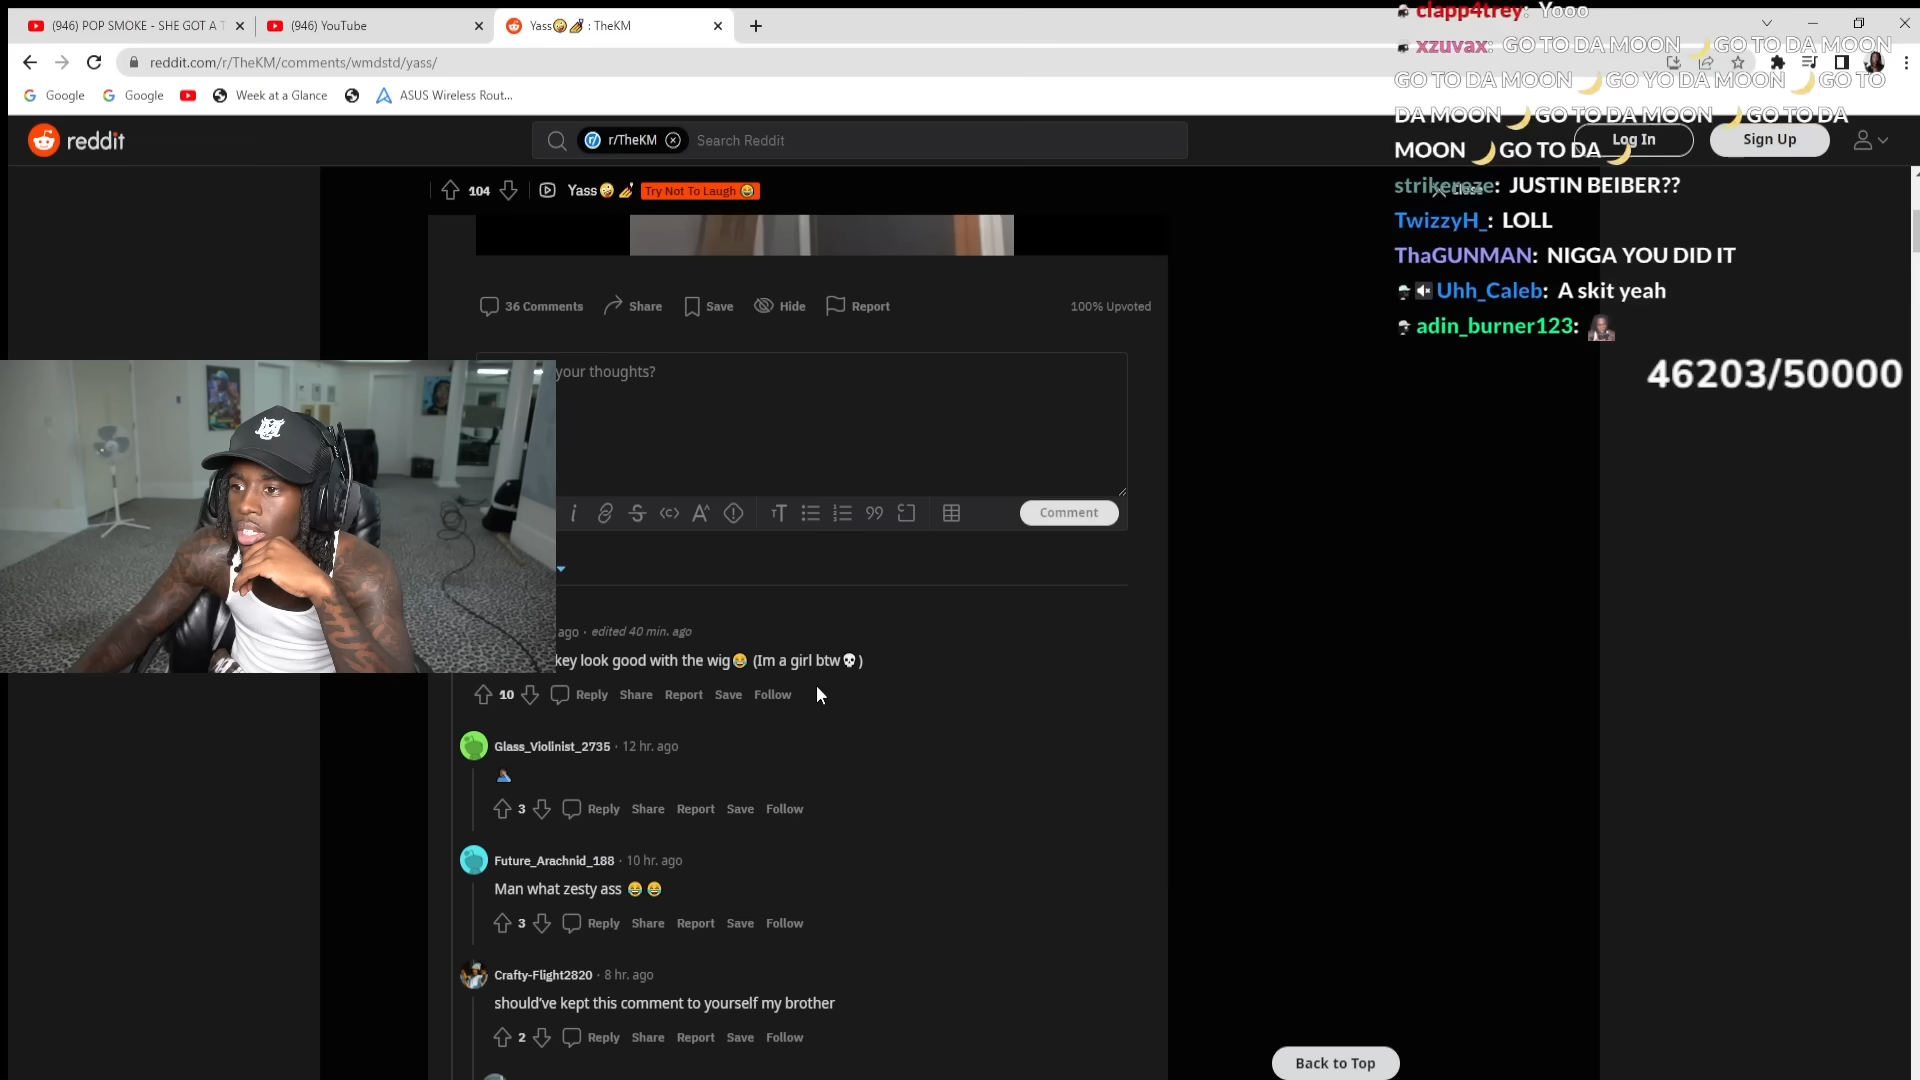 (946) POP SMOKE - SHE GOT A T
(946) YouTube
Yass🤪💅 : TheKM
reddit.com/r/TheKM/comments/wmdstd/yass/
Google
Google
Week at a Glance
ASUS Wireless Rout...
reddit
r/TheKM
Search Reddit
Log In
Sign Up
104
Yass🤪💅
Try Not To Laugh 😂
Close
36 Comments
Share
Save
Hide
Report
100% Upvoted
your thoughts?
Comment
ago · edited 40 min. ago
key look good with the wig😂 (Im a girl btw💀)
10
Reply Share Report Save Follow
Glass_Violinist_2735 · 12 hr. ago
🤦🏾‍♂️
3
Reply Share Report Save Follow
Future_Arachnid_188 · 10 hr. ago
Man what zesty ass 😂 😂
3
Reply Share Report Save Follow
Crafty-Flight2820 · 8 hr. ago
should've kept this comment to yourself my brother
2
Reply Share Report Save Follow
Back to Top
clapp4trey: Yooo
xzuvax: GO TO DA MOON 🌙 GO TO DA MOON
GO TO DA MOON 🌙 GO YO DA MOON 🌙 GO TO
DA MOON 🌙 GO TO DA MOON 🌙 GO TO DA
MOON 🌙 GO TO DA 🌙
strikereze: JUSTIN BEIBER??
TwizzyH_: LOLL
ThaGUNMAN: NIGGA YOU DID IT
Uhh_Caleb: A skit yeah
adin_burner123:
46203/50000